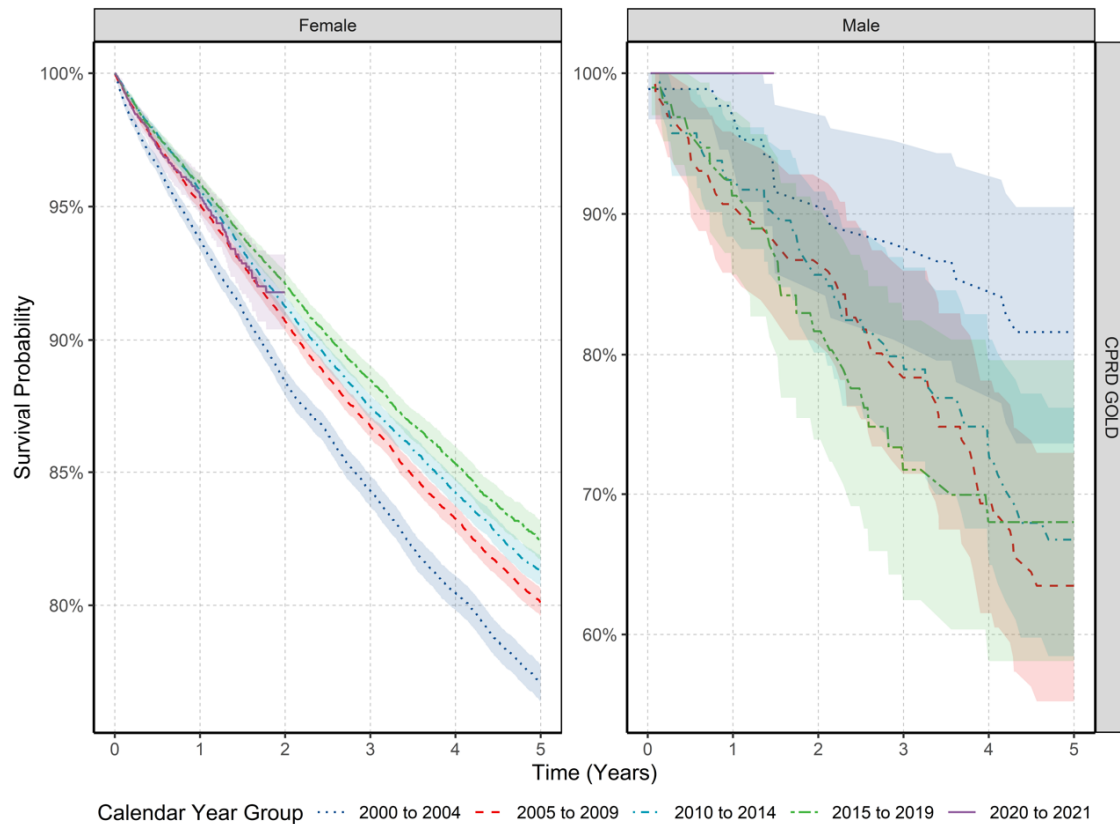 Female
Male
100%
95%
90%
85%
80%
100%
90%
80%
70%
60%
Survival Probability
CPRD GOLD
0 1 2 3 4 5
0 1 2 3 4 5
Time (Years)
Calendar Year Group 2000 to 2004 2005 to 2009 2010 to 2014 2015 to 2019 2020 to 2021